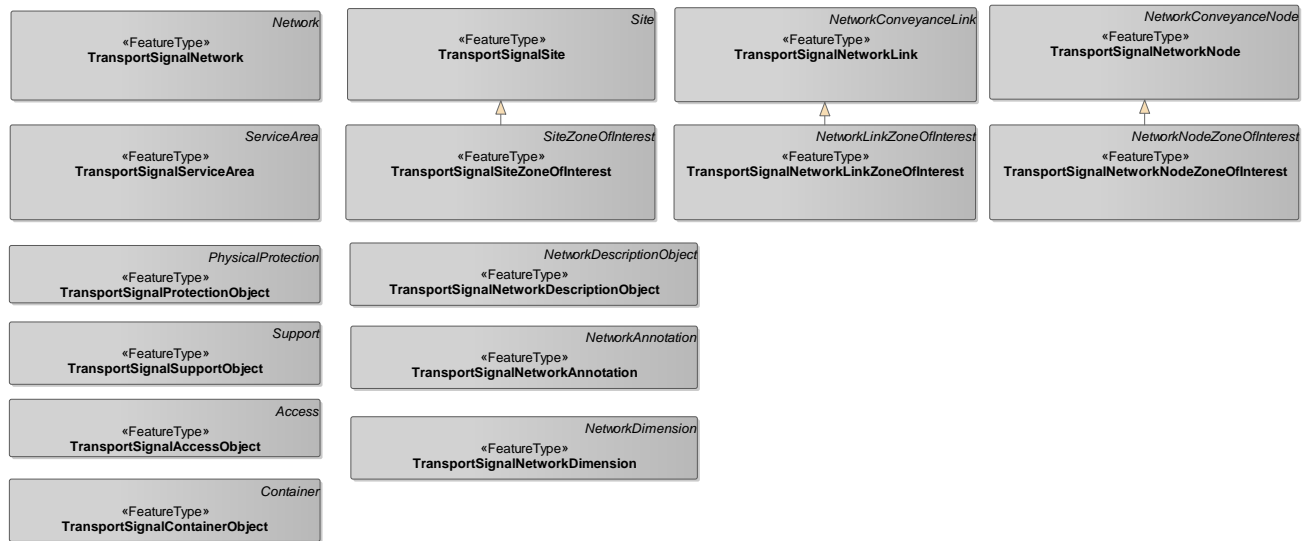 Network
«FeatureType»
TransportSignalNetwork
Site
«FeatureType»
TransportSignalSite
NetworkConveyanceLink
«FeatureType»
TransportSignalNetworkLink
NetworkConveyanceNode
«FeatureType»
TransportSignalNetworkNode
ServiceArea
«FeatureType»
TransportSignalServiceArea
SiteZoneOfInterest
«FeatureType»
TransportSignalSiteZoneOfInterest
NetworkLinkZoneOfInterest
«FeatureType»
TransportSignalNetworkLinkZoneOfInterest
NetworkNodeZoneOfInterest
«FeatureType»
TransportSignalNetworkNodeZoneOfInterest
PhysicalProtection
«FeatureType»
TransportSignalProtectionObject
NetworkDescriptionObject
«FeatureType»
TransportSignalNetworkDescriptionObject
Support
«FeatureType»
TransportSignalSupportObject
NetworkAnnotation
«FeatureType»
TransportSignalNetworkAnnotation
Access
«FeatureType»
TransportSignalAccessObject
NetworkDimension
«FeatureType»
TransportSignalNetworkDimension
Container
«FeatureType»
TransportSignalContainerObject